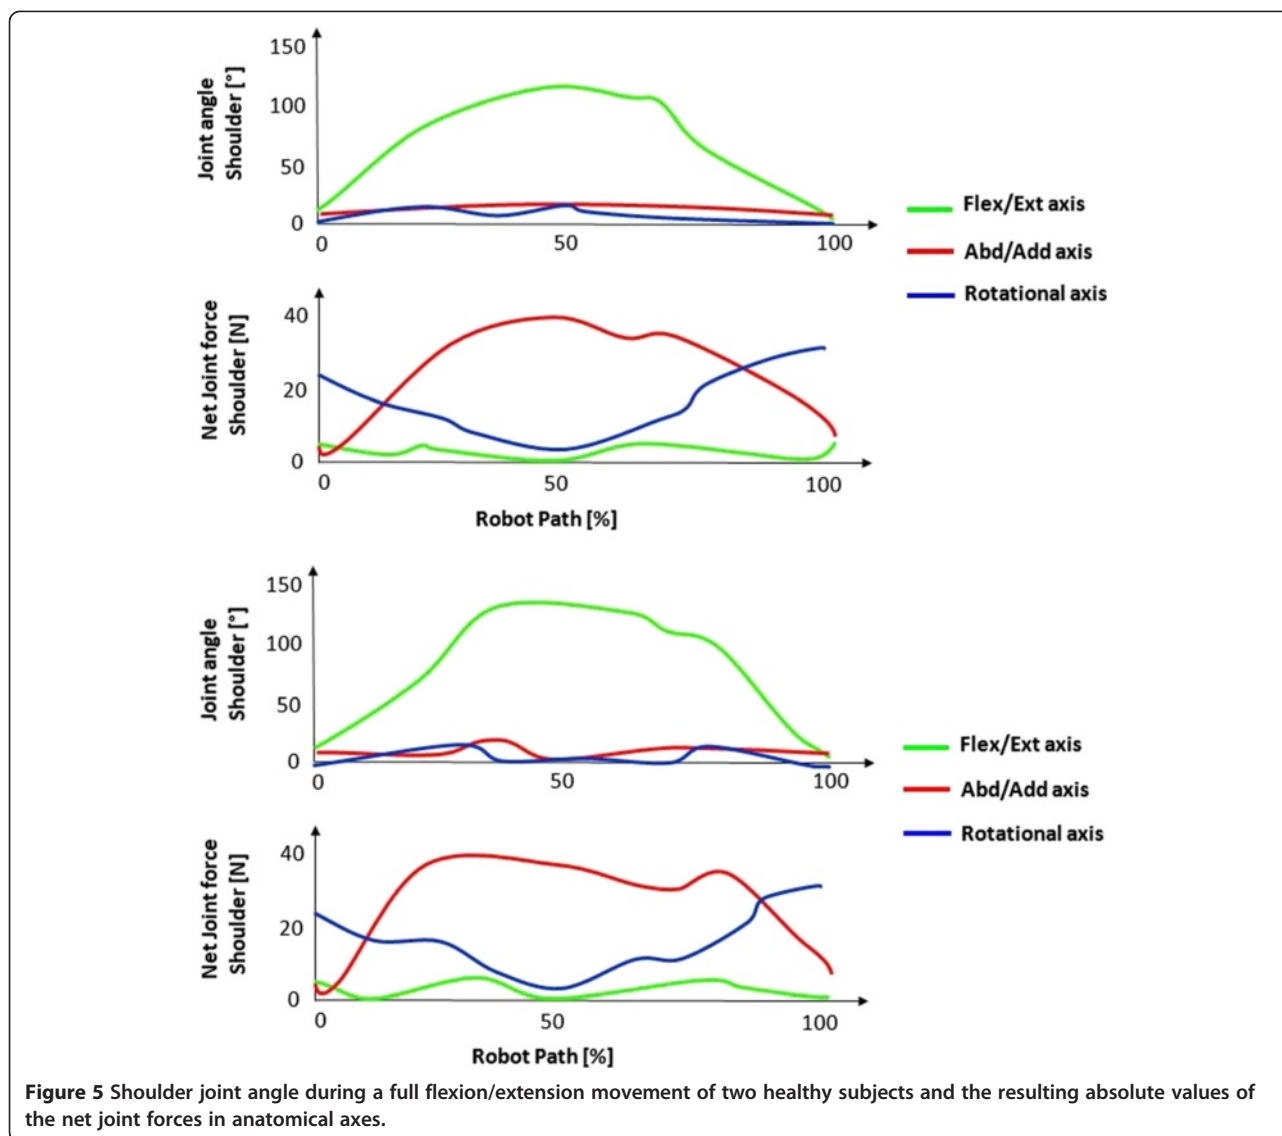 150
100
50
0
Joint angle
Shoulder [°]
0 50 100
Flex/Ext axis
Abd/Add axis
Rotational axis
40
20
0
Net Joint force
Shoulder [N]
0 50 100
Robot Path [%]
150
100
50
0
Joint angle
Shoulder [°]
0 50 100
Flex/Ext axis
Abd/Add axis
Rotational axis
40
20
0
Net Joint force
Shoulder [N]
0 50 100
Robot Path [%]
Figure 5 Shoulder joint angle during a full flexion/extension movement of two healthy subjects and the resulting absolute values of
the net joint forces in anatomical axes.